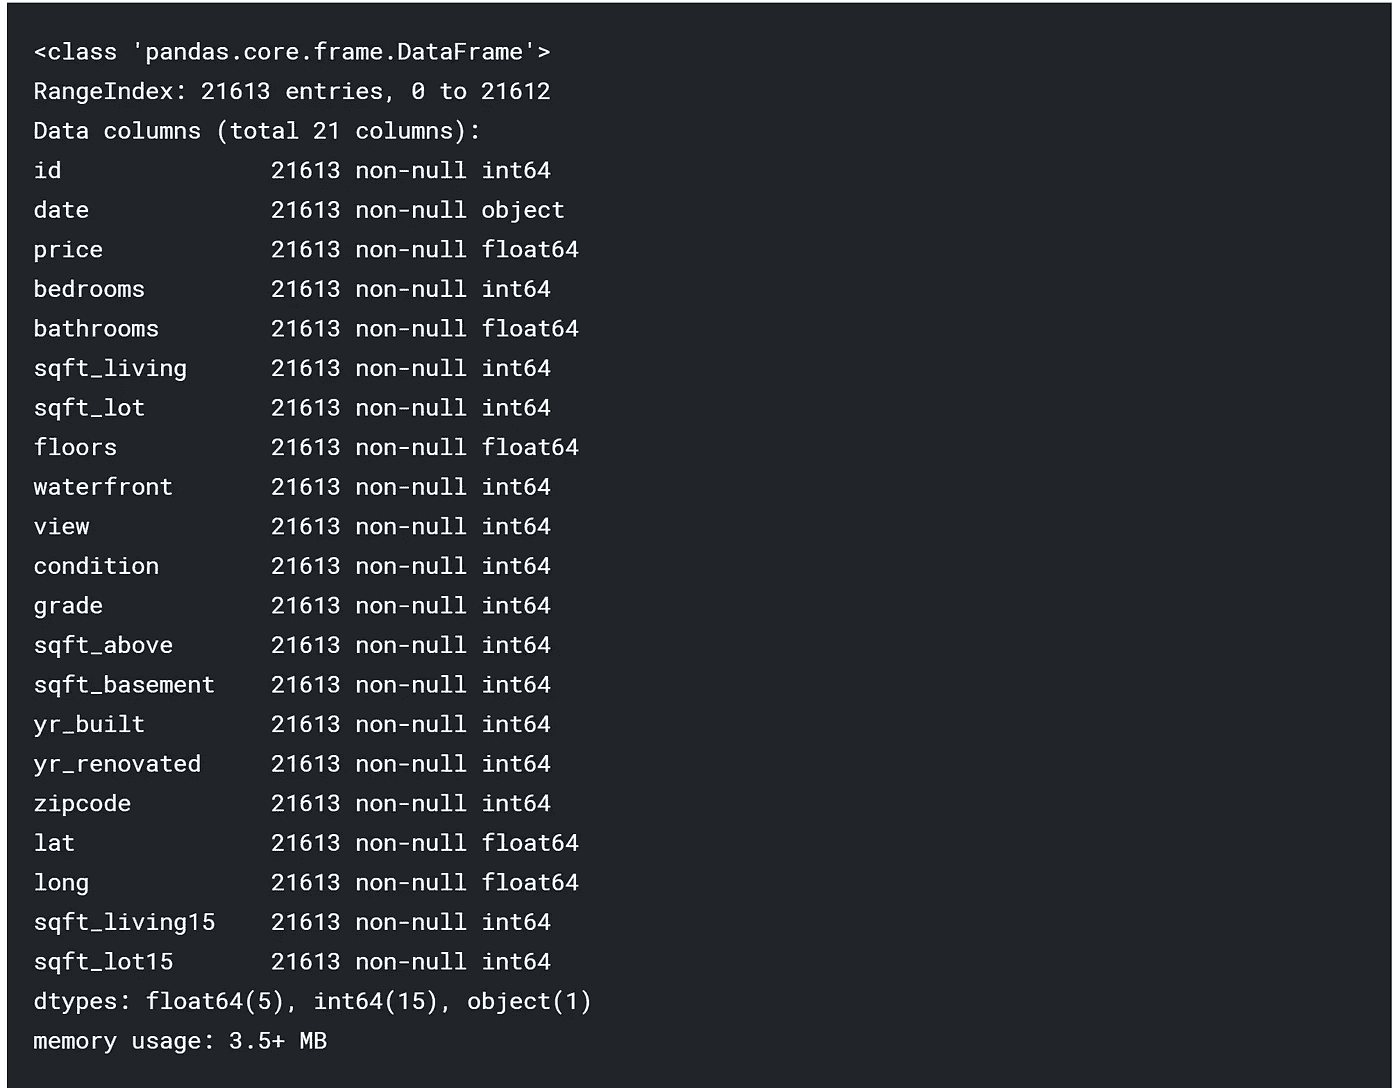 <class 'pandas.core.frame.DataFrame'>
RangeIndex: 21613 entries, 0 to 21612
Data columns (total 21 columns):
id               21613 non-null int64
date             21613 non-null object
price            21613 non-null float64
bedrooms         21613 non-null int64
bathrooms        21613 non-null float64
sqft_living      21613 non-null int64
sqft_lot         21613 non-null int64
floors           21613 non-null float64
waterfront       21613 non-null int64
view             21613 non-null int64
condition        21613 non-null int64
grade            21613 non-null int64
sqft_above       21613 non-null int64
sqft_basement    21613 non-null int64
yr_built         21613 non-null int64
yr_renovated     21613 non-null int64
zipcode          21613 non-null int64
lat              21613 non-null float64
long             21613 non-null float64
sqft_living15    21613 non-null int64
sqft_lot15       21613 non-null int64
dtypes: float64(5), int64(15), object(1)
memory usage: 3.5+ MB